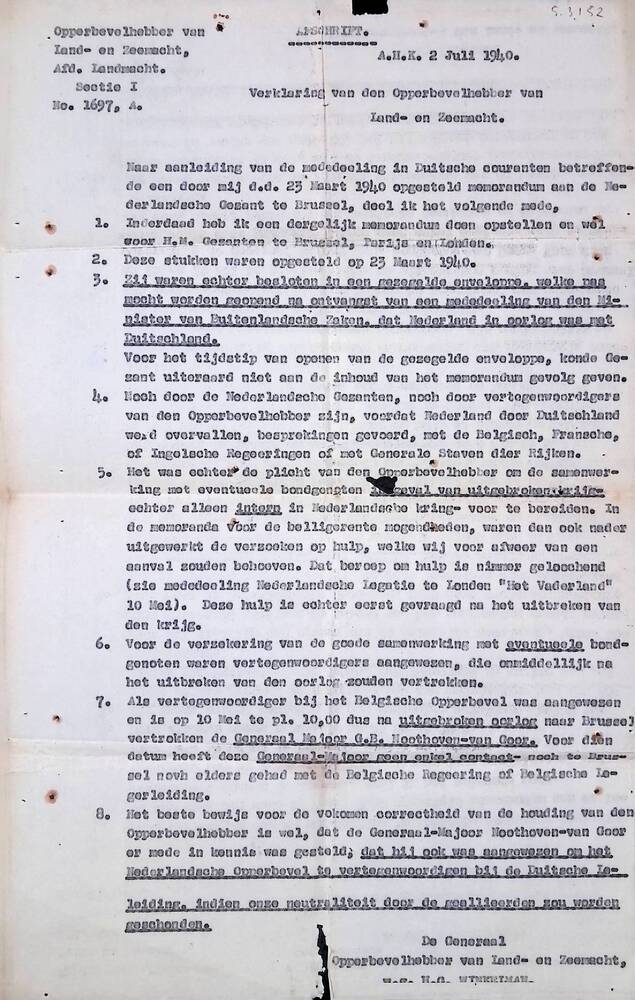 5.3.1.52
Opperbevelhebber van
Land- en Zeemacht,
Afd. Landmacht.
Sectie I
No. 1697, A.
AFSCHRIFT.
A.H.K. 2 Juli 1940.
Verklaring van den Opperbevelhebber van
Land- en Zeemacht.
Naar aanleiding van de mededeeling in Duitsche couranten betreffen-
de een door mij d.d. 23 Maart 1940 opgesteld memorandum aan de Ne-
derlandsche Gezant te Brussel, deel ik het volgende mede,
1. Inderdaad heb ik een dergelijk memorandum doen opstellen en wel
voor H.M. Gezanten te Brussel, Parijs en Londen.
2. Deze stukken waren opgesteld op 23 Maart 1940.
3. Zij waren echter besloten in een gezegelde enveloppe, welke pas
mocht worden geopend na ontvangst van een mededeeling van den Mi-
nister van Buitenlandsche Zaken, dat Nederland in oorlog was met
Duitschland.
Voor het tijdstip van openen van de gezegelde enveloppe, konde Ge-
zant uiteraard niet aan de inhoud van het memorandum gevolg geven.
4. Noch door de Nederlandsche Gezanten, noch door vertegenwoordigers
van den Opperbevelhebber zijn, voordat Nederland door Duitschland
werd overvallen, besprekingen gevoerd, met de Belgisch, Fransche,
of Ingelsche Regeeringen of met Generale Staven dier Rijken.
5. Het was echter de plicht van den Opperbevelhebber om de samenwer-
king met eventueele bondgenoten in geval van uitgebroken krijg-
echter alleen intern in Nederlandsche kring- voor te bereiden. In
de memoranda voor de belligerente mogendheden, waren dan ook nader
uitgewerkt de verzoeken op hulp, welke wij voor afweer van een
aanval zouden behoeven. Dat beroep om hulp is nimmer geloochend
(zie mededeeling Nederlandsche Legatie te Londen "Het Vaderland"
10 Mei). Deze hulp is echter eerst gevraagd na het uitbreken van
den krijg.
6. Voor de verzekering van de goede samenwerking met eventueele bond-
genoten waren vertegenwoordigers aangewezen, die onmiddellijk na
het uitbreken van den oorlog zouden vertrekken.
7. Als vertegenwoordiger bij het Belgische Opperbevel was aangewezen
en is op 10 Mei te pl. 10,00 dus na uitgebroken oorlog naar Brussel
vertrokken de Generaal Majoor G.B. Noothoven-van Goor. Voor dien
datum heeft deze Generaal-Majoor geen enkel contact- noch te Brus-
sel novh elders gehad met de Belgische Regeering of Belgische Le-
gerleiding.
8. Het beste bewijs voor de vokomen correctheid van de houding van den
Opperbevelhebber is wel, dat de Generaal-Majoor Noothoven-van Goor
er mede in kennis was gesteld; dat hij ook was aangewezen om het
Nederlandsche Opperbevel te vertegenwoordigen bij de Duitsche Le-
leiding, indien onze neutraliteit door de geallieerden zou worden
geschonden.
De Generaal
Opperbevelhebber van Land- en Zeemacht,
w.g. H.G. WINKELMAN.